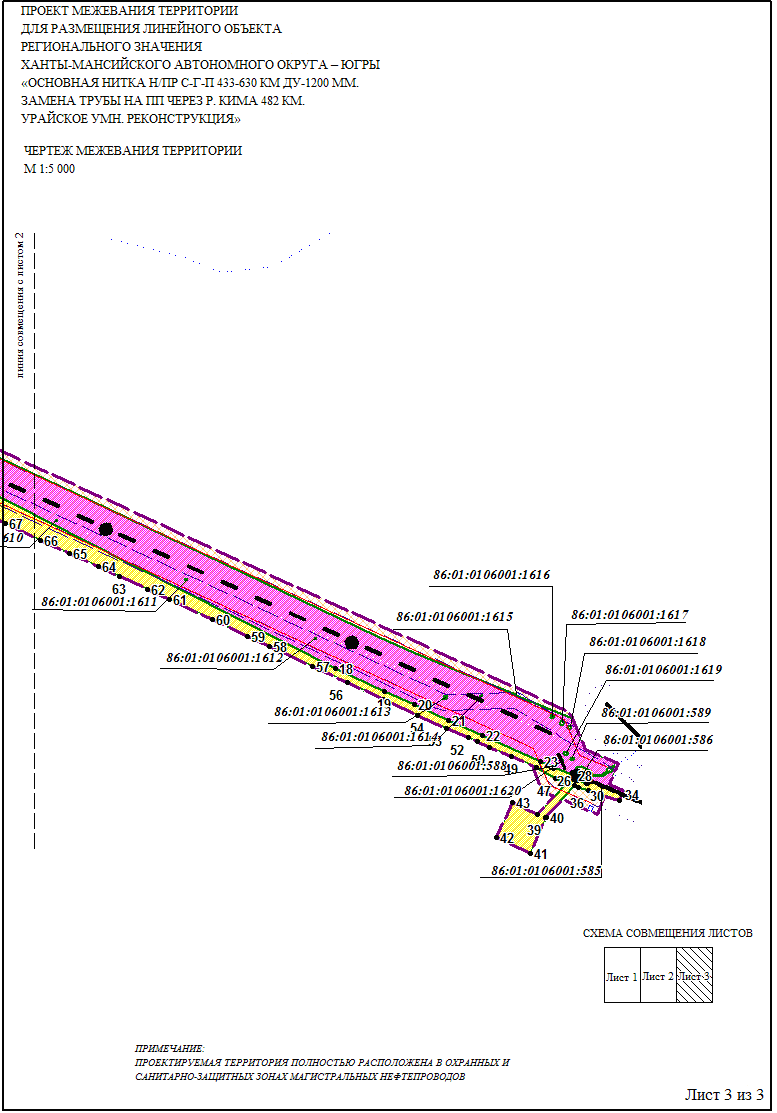 ПРОЕКТ МЕЖЕВАНИЯ ТЕРРИТОРИИ
ДЛЯ РАЗМЕЩЕНИЯ ЛИНЕЙНОГО ОБЪЕКТА
РЕГИОНАЛЬНОГО ЗНАЧЕНИЯ
ХАНТЫ-МАНСИЙСКОГО АВТОНОМНОГО ОКРУГА – ЮГРЫ
«ОСНОВНАЯ НИТКА Н/ПР С-Г-П 433-630 КМ ДУ-1200 ММ.
ЗАМЕНА ТРУБЫ НА ПП ЧЕРЕЗ Р. КИМА 482 КМ.
УРАЙСКОЕ УМН. РЕКОНСТРУКЦИЯ»
ЧЕРТЕЖ МЕЖЕВАНИЯ ТЕРРИТОРИИ
М 1:5 000
линия совмещения с листом 2
67
610
66
65
64
63
62
61
86:01:0106001:1611
60
59
58
86:01:0106001:1612
57
18
56
19
86:01:0106001:1613
20
54
21
86:01:0106001:1614
22
52
86:01:0106001:1616
86:01:0106001:1615
86:01:0106001:1617
86:01:0106001:1618
86:01:0106001:1619
86:01:0106001:589
86:01:0106001:586
86:01:0106001:588
23
86:01:0106001:1620
26
28
47
30
34
36
43
40
39
42
41
86:01:0106001:585
СХЕМА СОВМЕЩЕНИЯ ЛИСТОВ
Лист 1 Лист 2 Лист 3
ПРИМЕЧАНИЕ:
ПРОЕКТИРУЕМАЯ ТЕРРИТОРИЯ ПОЛНОСТЬЮ РАСПОЛОЖЕНА В ОХРАННЫХ И
САНИТАРНО-ЗАЩИТНЫХ ЗОНАХ МАГИСТРАЛЬНЫХ НЕФТЕПРОВОДОВ
Лист 3 из 3